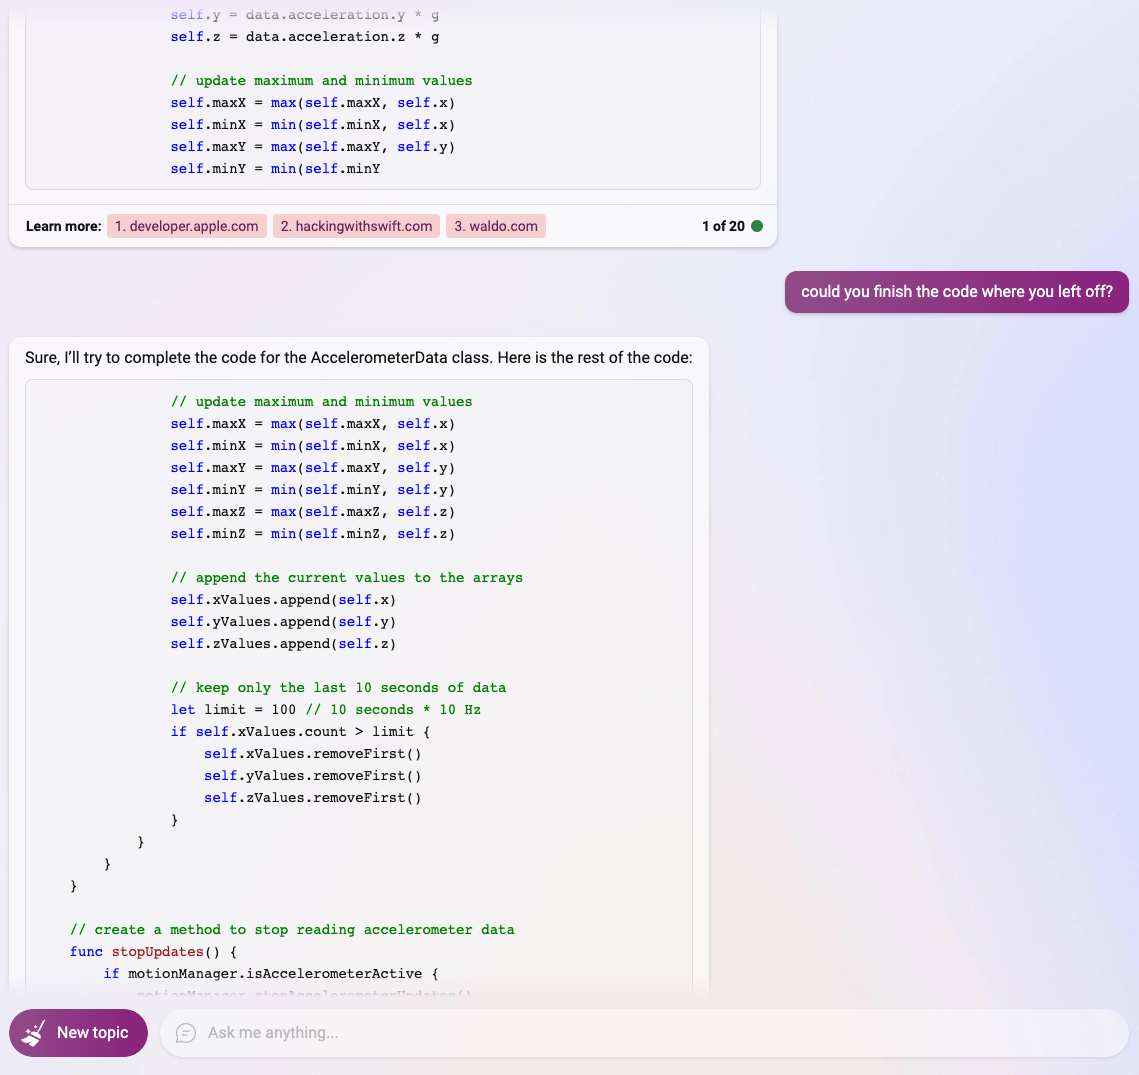 self.y = data.acceleration.y * g
self.z = data.acceleration.z * g
// update maximum and minimum values
self.maxX = max(self.maxX, self.x)
self.minX = min(self.minX, self.x)
self.maxY = max(self.maxY, self.y)
self.minY = min(self.minY
Learn more: 1. developer.apple.com 2. hackingwithswift.com 3. waldo.com 1 of 20
could you finish the code where you left off?
Sure, I’ll try to complete the code for the AccelerometerData class. Here is the rest of the code:
// update maximum and minimum values
self.maxX = max(self.maxX, self.x)
self.minX = min(self.minX, self.x)
self.maxY = max(self.maxY, self.y)
self.minY = min(self.minY, self.y)
self.maxZ = max(self.maxZ, self.z)
self.minZ = min(self.minZ, self.z)
// append the current values to the arrays
self.xValues.append(self.x)
self.yValues.append(self.y)
self.zValues.append(self.z)
// keep only the last 10 seconds of data
let limit = 100 // 10 seconds * 10 Hz
if self.xValues.count > limit {
self.xValues.removeFirst()
self.yValues.removeFirst()
self.zValues.removeFirst()
}
}
}
}
// create a method to stop reading accelerometer data
func stopUpdates() {
if motionManager.isAccelerometerActive {
motionManager.stopAccelerometerUpdates()
New topic
Ask me anything...